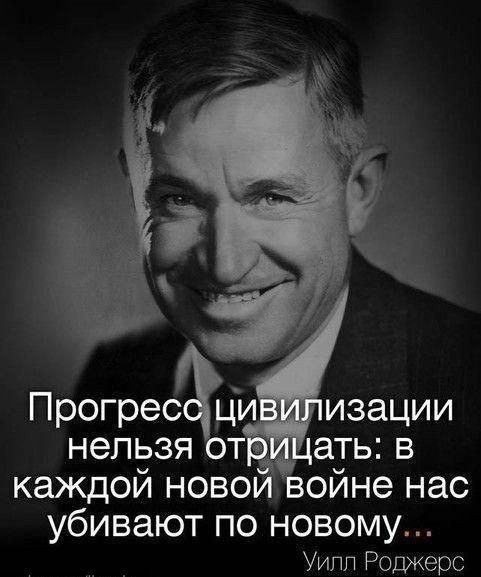 Прогресс цивилизации
нельзя отрицать: в
каждой новой войне нас
убивают по новому...
Уилл Роджерс